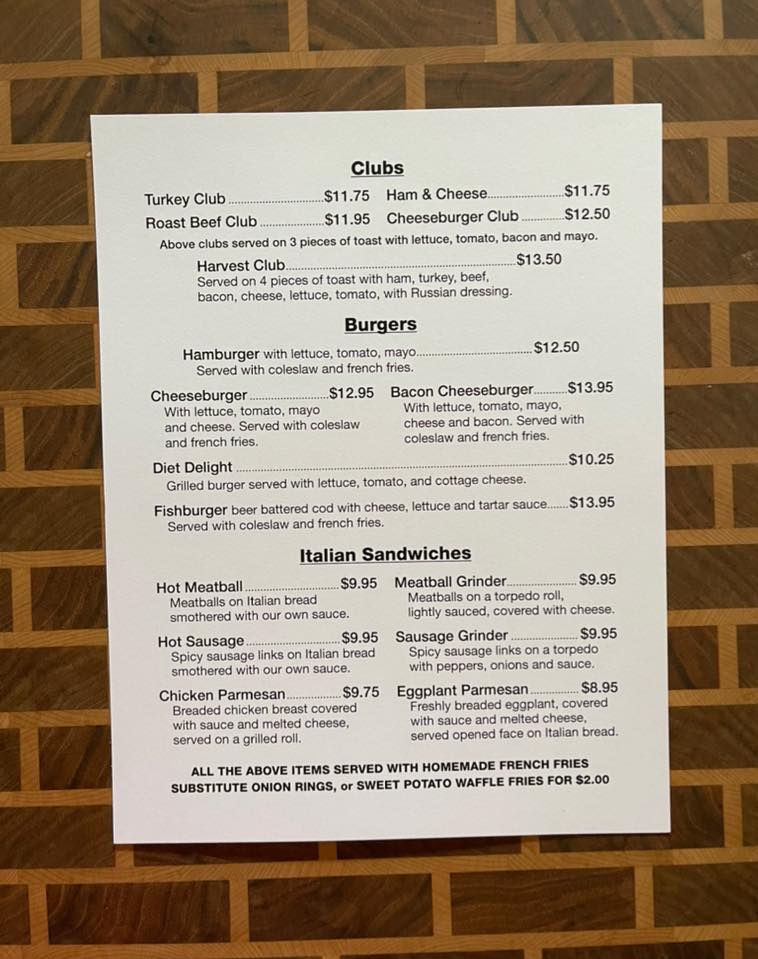 Clubs
Turkey Club..............................$11.75 Ham & Cheese........................$11.75
Roast Beef Club....................$11.95 Cheeseburger Club.............$12.50
Above clubs served on 3 pieces of toast with lettuce, tomato, bacon and mayo.
Harvest Club......................................................................$13.50
Served on 4 pieces of toast with ham, turkey, beef,
bacon, cheese, lettuce, tomato, with Russian dressing.
Burgers
Hamburger with lettuce, tomato, mayo...................................$12.50
Served with coleslaw and french fries.
Cheeseburger.........................$12.95 Bacon Cheeseburger..........$13.95
With lettuce, tomato, mayo
and cheese. Served with coleslaw
and french fries.
With lettuce, tomato, mayo,
cheese and bacon. Served with
coleslaw and french fries.
Diet Delight.........................................................................................................$10.25
Grilled burger served with lettuce, tomato, and cottage cheese.
Fishburger beer battered cod with cheese, lettuce and tartar sauce.......$13.95
Served with coleslaw and french fries.
Italian Sandwiches
Hot Meatball..............................$9.95 Meatball Grinder......................$9.95
Meatballs on Italian bread
smothered with our own sauce.
Meatballs on a torpedo roll,
lightly sauced, covered with cheese.
Hot Sausage..............................$9.95 Sausage Grinder.....................$9.95
Spicy sausage links on Italian bread
smothered with our own sauce.
Spicy sausage links on a torpedo
with peppers, onions and sauce.
Chicken Parmesan.................$9.75 Eggplant Parmesan...............$8.95
Breaded chicken breast covered
with sauce and melted cheese,
served on a grilled roll.
Freshly breaded eggplant, covered
with sauce and melted cheese,
served opened face on Italian bread.
ALL THE ABOVE ITEMS SERVED WITH HOMEMADE FRENCH FRIES
SUBSTITUTE ONION RINGS, or SWEET POTATO WAFFLE FRIES FOR $2.00